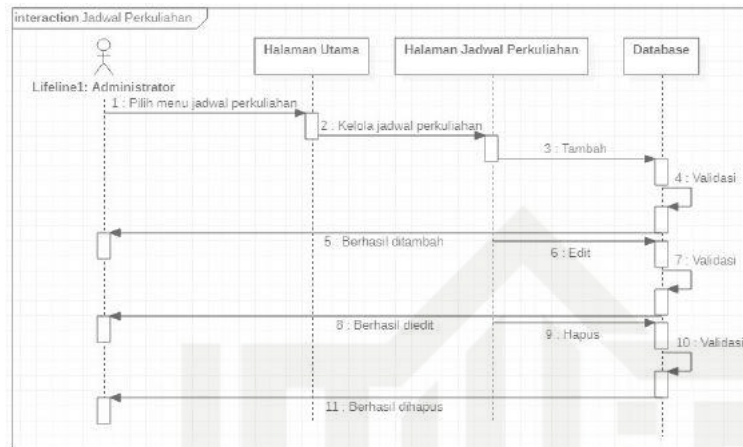 interaction Jadwal Perkuliahan
Halaman Utama
Halaman Jadwal Perkuliahan
Database
Lifeline1: Administrator
1 : Pilih menu jadwal perkuliahan
2 : Kelola jadwal perkuliahan
3 : Tambah
4 : Validasi
5 : Berhasil ditambah
6 : Edit
7 : Validasi
8 : Berhasil diedit
9 : Hapus
10 : Validasi
11 : Berhasil dihapus